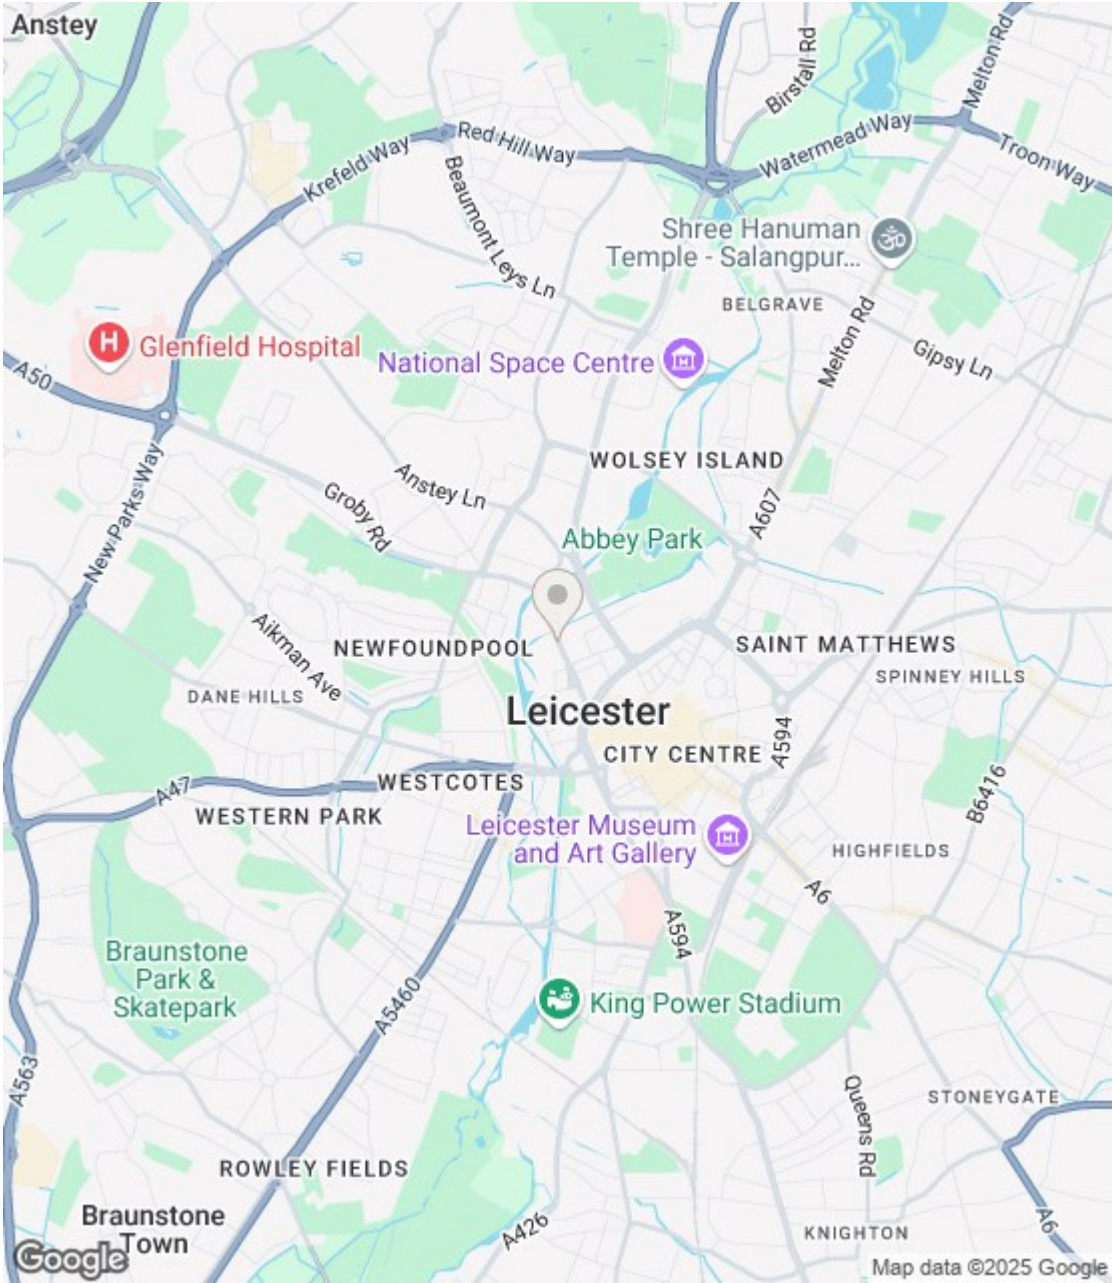 Anstey
Birstall Rd
Melton Rd
Red Hill Way
Watermead Way
Troon Way
Krefeld Way
Beaumont Leys Ln
Shree Hanuman
Temple - Salangpur...
BELGRAVE
Glenfield Hospital
National Space Centre
Melton Rd
Gipsy Ln
A50
WOLSEY ISLAND
Anstey Ln
Groby Rd
New Parks Way
A607
Abbey Park
Aikman Ave
NEWFOUNDPOOL
SAINT MATTHEWS
SPINNEY HILLS
DANE HILLS
Leicester
CITY CENTRE
A594
A47
WESTCOTES
WESTERN PARK
B6416
Leicester Museum
and Art Gallery
HIGHFIELDS
A6
A594
Braunstone
Park &
Skatepark
A5460
King Power Stadium
A563
Queens Rd
STONEYGATE
ROWLEY FIELDS
Braunstone
Town
A426
KNIGHTON
A6
Google
Map data ©2025 Google